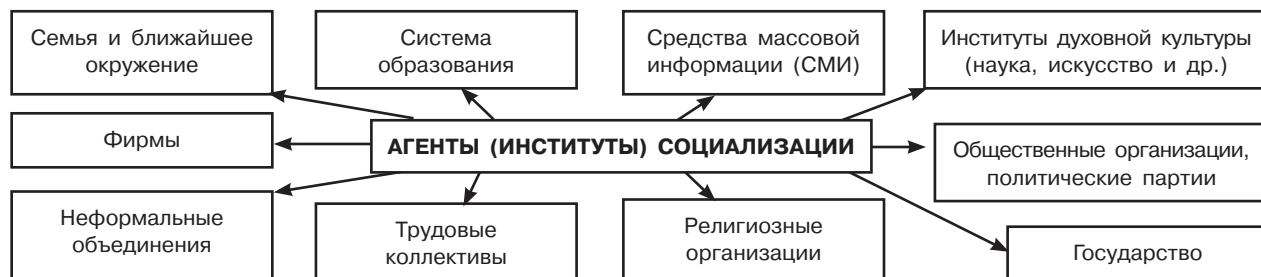 Семья и ближайшее
окружение
Система
образования
Средства массовой
информации (СМИ)
Институты духовной культуры
(наука, искусство и др.)
Фирмы
АГЕНТЫ (ИНСТИТУТЫ) СОЦИАЛИЗАЦИИ
Общественные организации,
политические партии
Неформальные
объединения
Трудовые
коллективы
Религиозные
организации
Государство